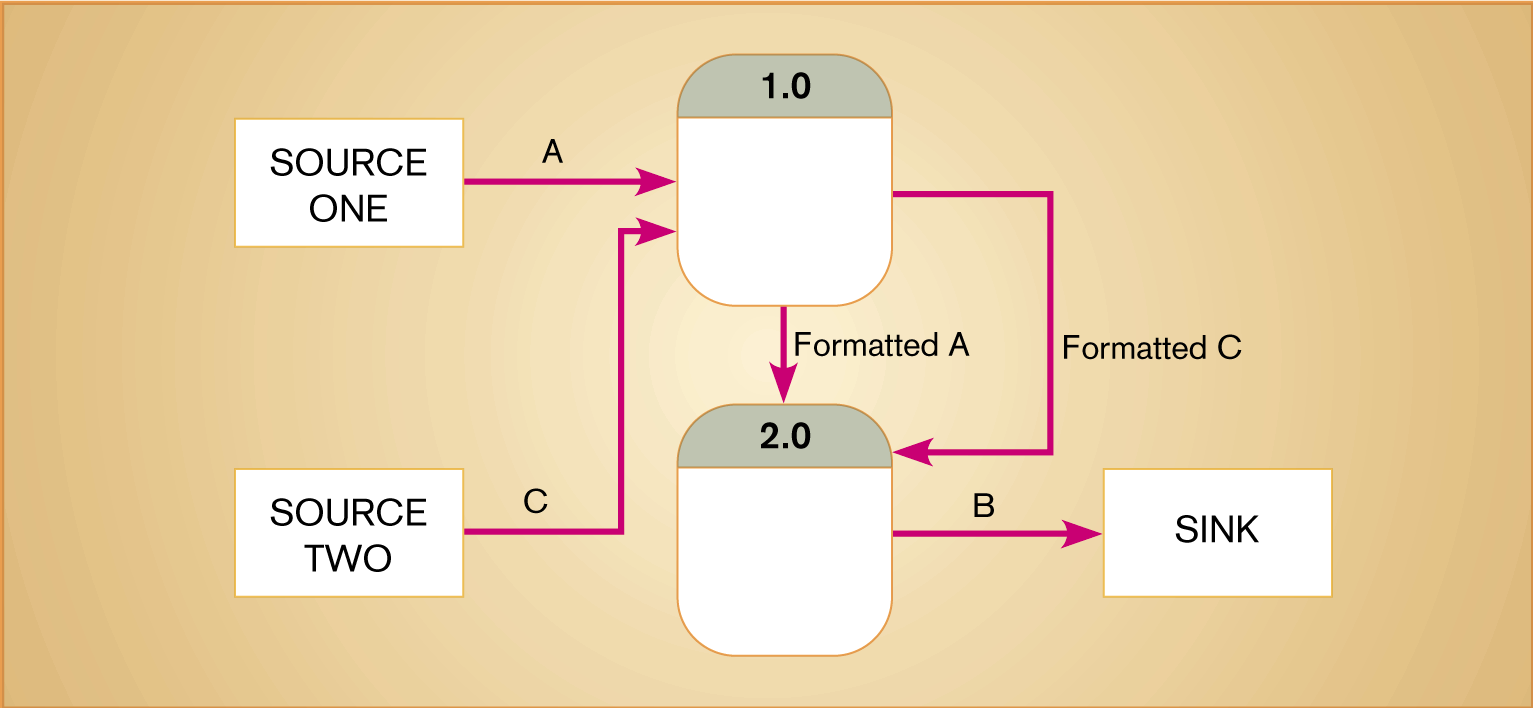 1.0
SOURCE
ONE
A
Formatted A
Formatted C
2.0
SOURCE
TWO
C
B
SINK